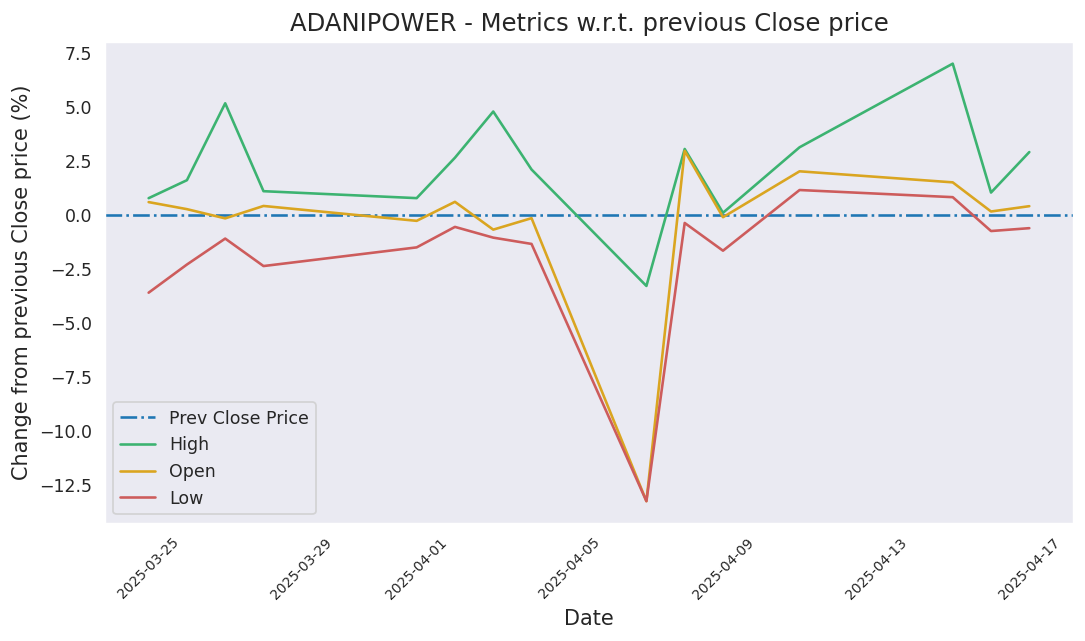 ADANIPOWER - Metrics w.r.t. previous Close price
Change from previous Close price (%)
7.5
5.0
2.5
0.0
−2.5
−5.0
−7.5
−10.0
−12.5
Prev Close Price
High
Open
Low
2025-03-25
2025-03-29
2025-04-01
2025-04-05
2025-04-09
2025-04-13
2025-04-17
Date